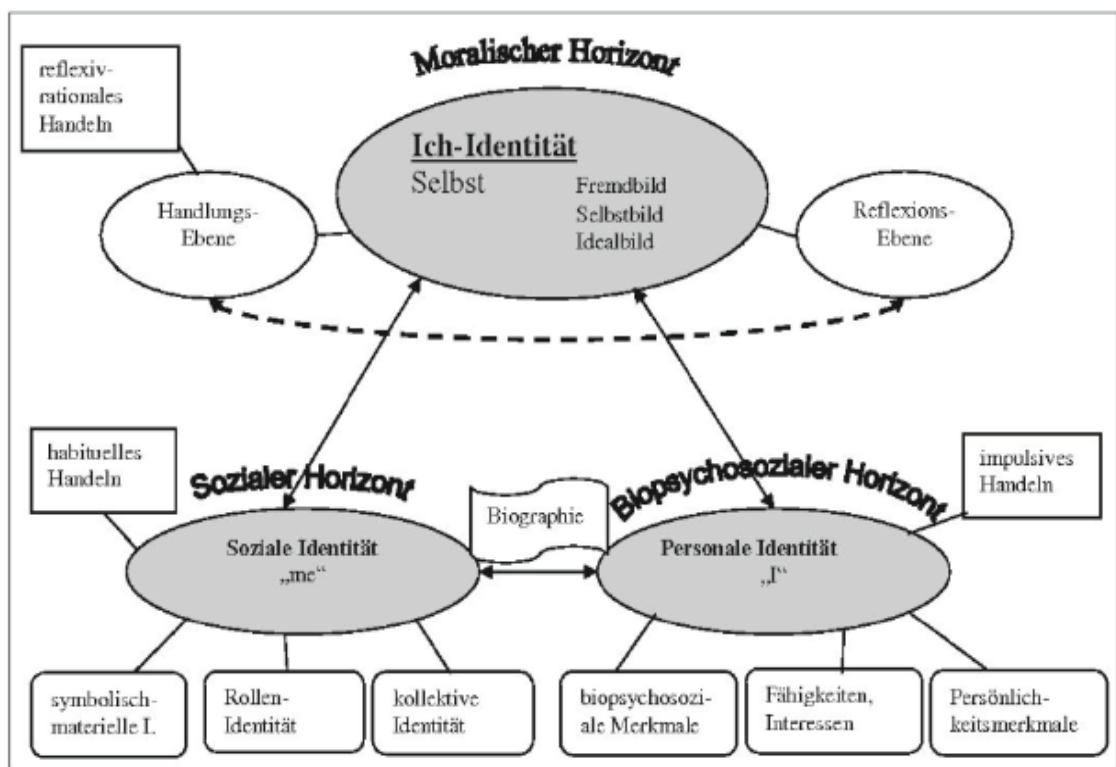 Moralischer Horizont
reflexiv-
rationales
Handeln
Ich-Identität
Selbst
Fremdbild
Selbstbild
Idealbild
Handlungs-
Ebene
Reflexions-
Ebene
habituelles
Handeln
Sozialer Horizont
Biographie
Biopsychosozialer Horizont
impulsives
Handeln
Soziale Identität
„me“
Personale Identität
„I“
symbolisch-
materielle I.
Rollen-
Identität
kollektive
Identität
biopsychosozi-
ale Merkmale
Fähigkeiten,
Interessen
Persönlich-
keitsmerkmale